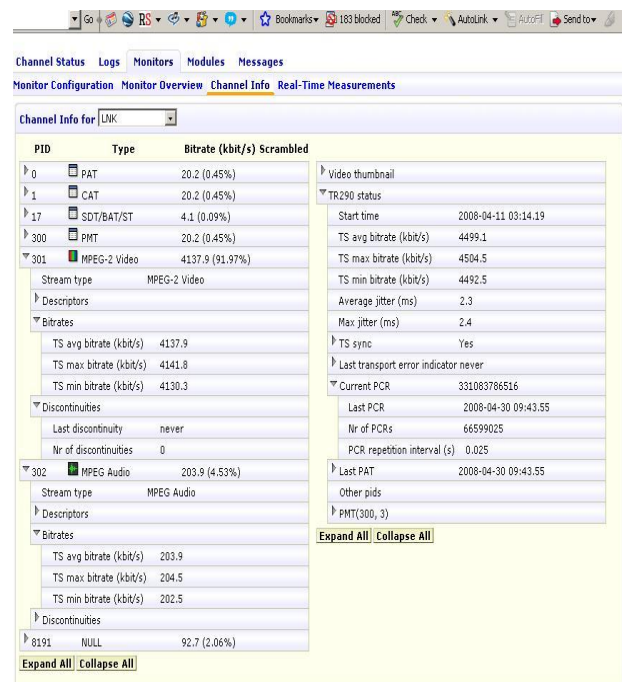 Go RS Bookmarks 183 blocked Check AutoLink AutoFill Send to
Channel Status Logs Monitors Modules Messages
Monitor Configuration Monitor Overview Channel Info Real-Time Measurements
Channel Info for LNK
PID Type Bitrate (kbit/s) Scrambled
0 PAT 20.2 (0.45%)
1 CAT 20.2 (0.45%)
17 SDT/BAT/ST 4.1 (0.09%)
300 PMT 20.2 (0.45%)
301 MPEG-2 Video 4137.9 (91.97%)
Stream type MPEG-2 Video
Descriptors
Bitrates
TS avg bitrate (kbit/s) 4137.9
TS max bitrate (kbit/s) 4141.8
TS min bitrate (kbit/s) 4130.3
Discontinuities
Last discontinuity never
Nr of discontinuities 0
302 MPEG Audio 203.9 (4.53%)
Stream type MPEG Audio
Descriptors
Bitrates
TS avg bitrate (kbit/s) 203.9
TS max bitrate (kbit/s) 204.5
TS min bitrate (kbit/s) 202.5
Discontinuities
8191 NULL 92.7 (2.06%)
Expand All Collapse All
Video thumbnail
TR290 status
Start time 2008-04-11 03:14.19
TS avg bitrate (kbit/s) 4499.1
TS max bitrate (kbit/s) 4504.5
TS min bitrate (kbit/s) 4492.5
Average jitter (ms) 2.3
Max jitter (ms) 2.4
TS sync Yes
Last transport error indicator never
Current PCR 331083786516
Last PCR 2008-04-30 09:43.55
Nr of PCRs 66599025
PCR repetition interval (s) 0.025
Last PAT 2008-04-30 09:43.55
Other pids
PMT(300, 3)
Expand All Collapse All